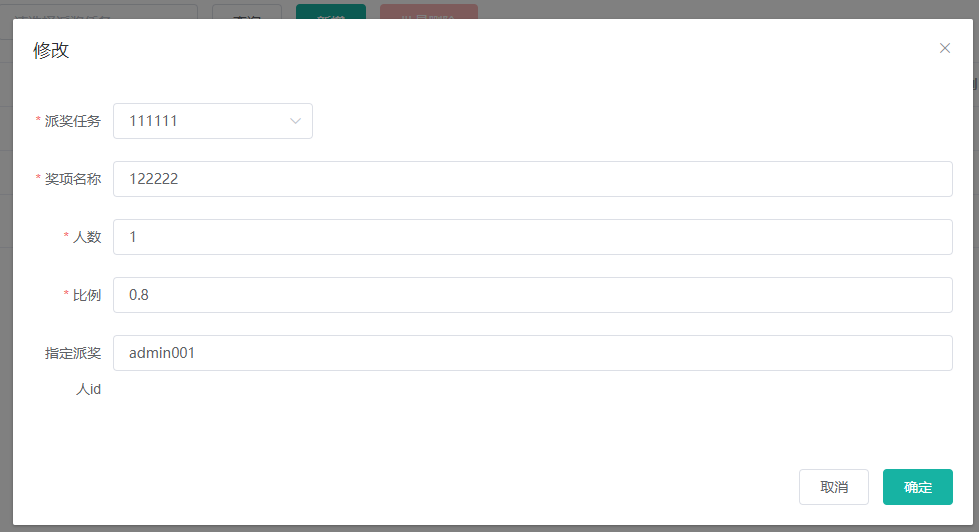 修改
* 派奖任务 111111
* 奖项名称 122222
* 人数 1
* 比例 0.8
指定派奖 admin001
人id
取消 确定